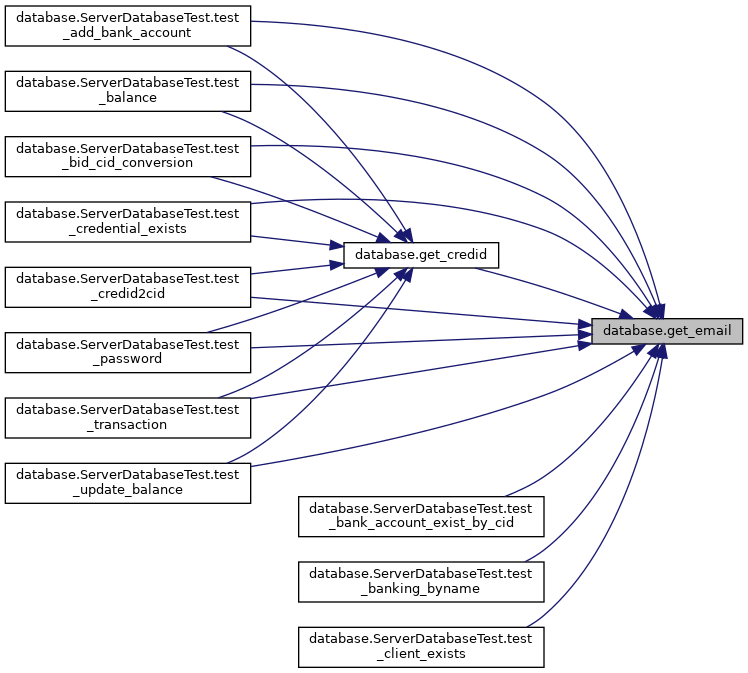 database.ServerDatabaseTest.test
_add_bank_account
database.ServerDatabaseTest.test
_balance
database.ServerDatabaseTest.test
_bid_cid_conversion
database.ServerDatabaseTest.test
_credential_exists
database.ServerDatabaseTest.test
_credid2cid
database.ServerDatabaseTest.test
_password
database.ServerDatabaseTest.test
_transaction
database.ServerDatabaseTest.test
_update_balance
database.get_credid
database.get_email
database.ServerDatabaseTest.test
_bank_account_exist_by_cid
database.ServerDatabaseTest.test
_banking_byname
database.ServerDatabaseTest.test
_client_exists